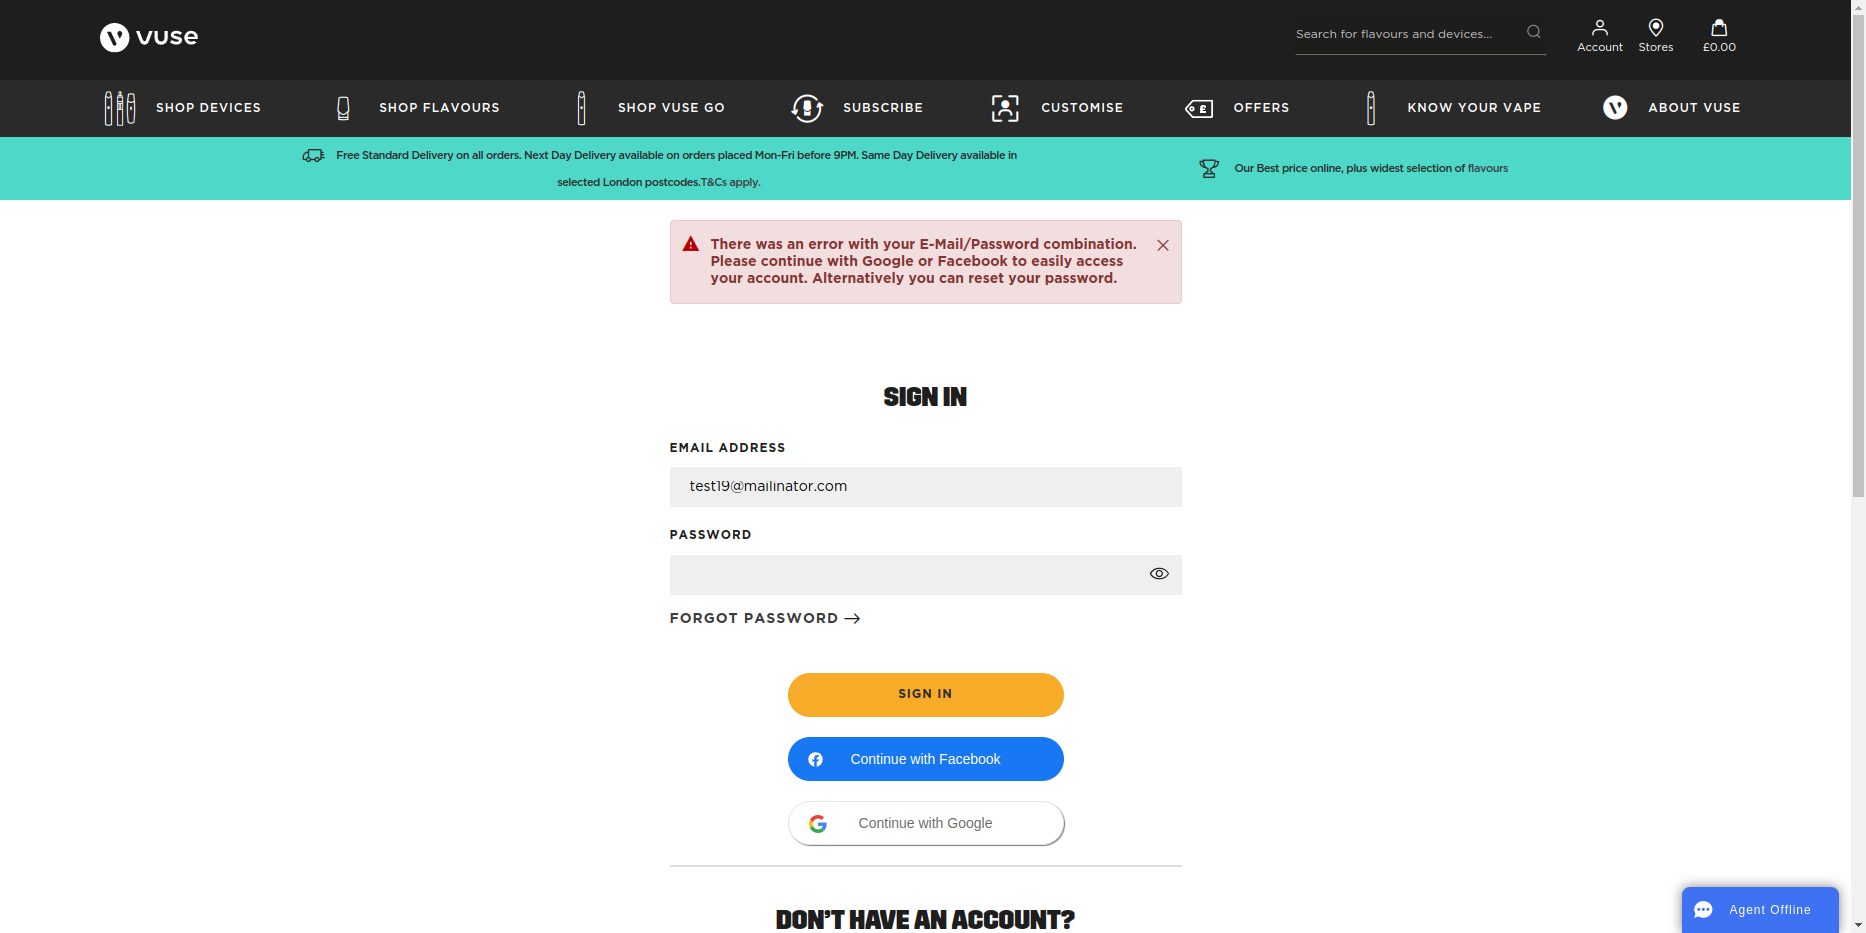 vuse
Search for flavours and devices...
Account
Stores
£0.00
SHOP DEVICES
SHOP FLAVOURS
SHOP VUSE GO
SUBSCRIBE
CUSTOMISE
OFFERS
KNOW YOUR VAPE
ABOUT VUSE
Free Standard Delivery on all orders. Next Day Delivery available on orders placed Mon-Fri before 9PM. Same Day Delivery available in
selected London postcodes.T&Cs apply.
Our Best price online, plus widest selection of flavours
There was an error with your E-Mail/Password combination.
Please continue with Google or Facebook to easily access
your account. Alternatively you can reset your password.
SIGN IN
EMAIL ADDRESS
test19@mailinator.com
PASSWORD
FORGOT PASSWORD
SIGN IN
Continue with Facebook
Continue with Google
DON'T HAVE AN ACCOUNT?
Agent Offline